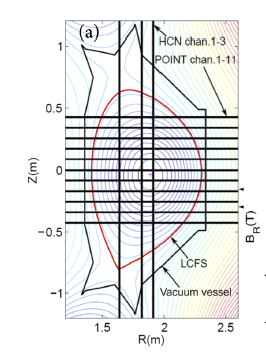 (a)
HCN chan.1-3
POINT chan.1-11
1
0.5
0
−0.5
−1
Z(m)
LCFS
Vacuum vessel
B_R(T)
1.5
2
2.5
R(m)